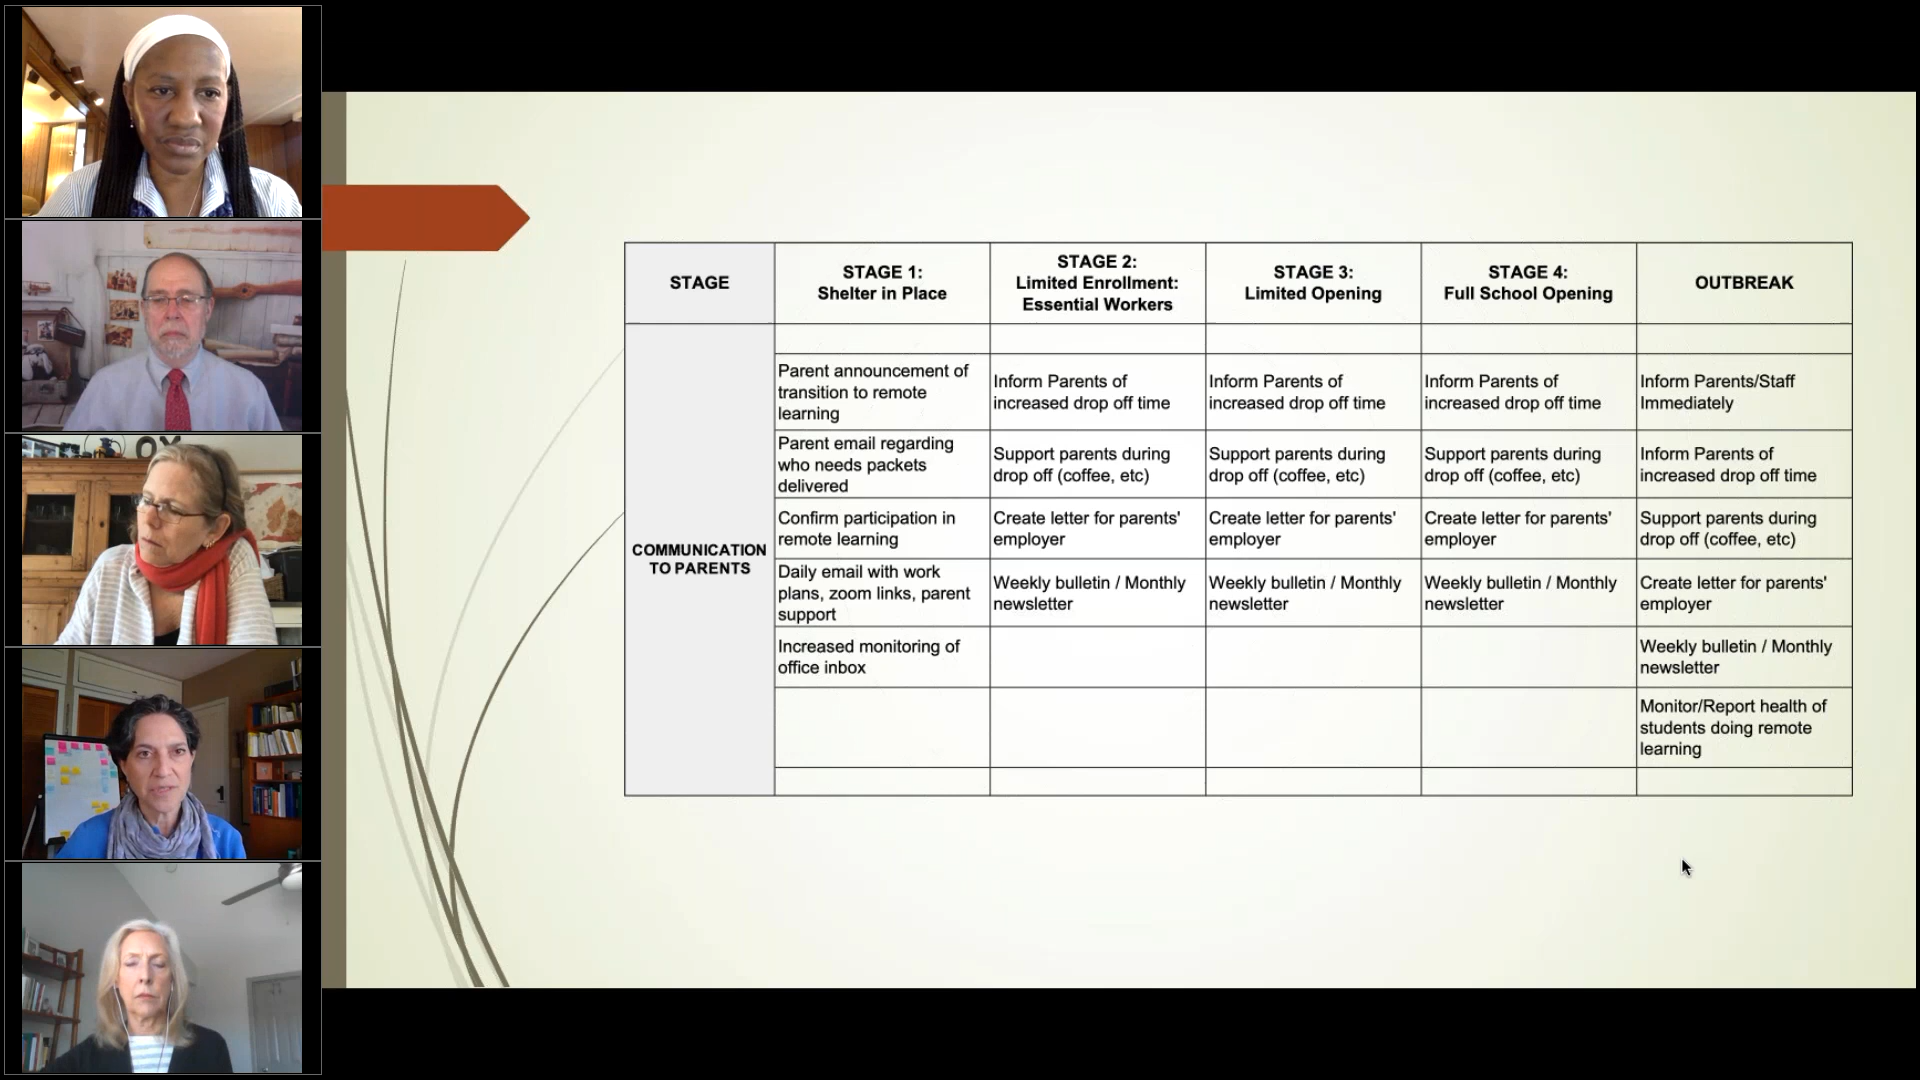 STAGE
STAGE 1:
Shelter in Place
STAGE 2:
Limited Enrollment:
Essential Workers
STAGE 3:
Limited Opening
STAGE 4:
Full School Opening
OUTBREAK
COMMUNICATION
TO PARENTS
Parent announcement of
transition to remote
learning
Inform Parents of
increased drop off time
Inform Parents of
increased drop off time
Inform Parents of
increased drop off time
Inform Parents/Staff
Immediately
Parent email regarding
who needs packets
delivered
Support parents during
drop off (coffee, etc)
Support parents during
drop off (coffee, etc)
Support parents during
drop off (coffee, etc)
Inform Parents of
increased drop off time
Confirm participation in
remote learning
Create letter for parents'
employer
Create letter for parents'
employer
Create letter for parents'
employer
Support parents during
drop off (coffee, etc)
Daily email with work
plans, zoom links, parent
support
Weekly bulletin / Monthly
newsletter
Weekly bulletin / Monthly
newsletter
Weekly bulletin / Monthly
newsletter
Create letter for parents'
employer
Increased monitoring of
office inbox
Weekly bulletin / Monthly
newsletter
Monitor/Report health of
students doing remote
learning